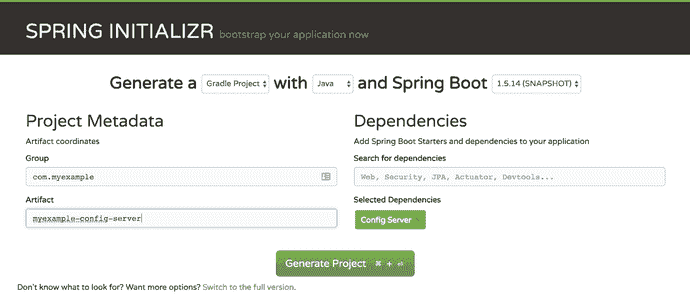 SPRING INITIALIZR bootstrap your application now
Generate a Gradle Project with Java and Spring Boot 1.5.14 (SNAPSHOT)
Project Metadata
Artifact coordinates
Group
com.myexample
Artifact
myexample-config-server
Dependencies
Add Spring Boot Starters and dependencies to your application
Search for dependencies
Web, Security, JPA, Actuator, Devtools...
Selected Dependencies
Config Server
Generate Project ⌘ +
Don't know what to look for? Want more options? Switch to the full version.